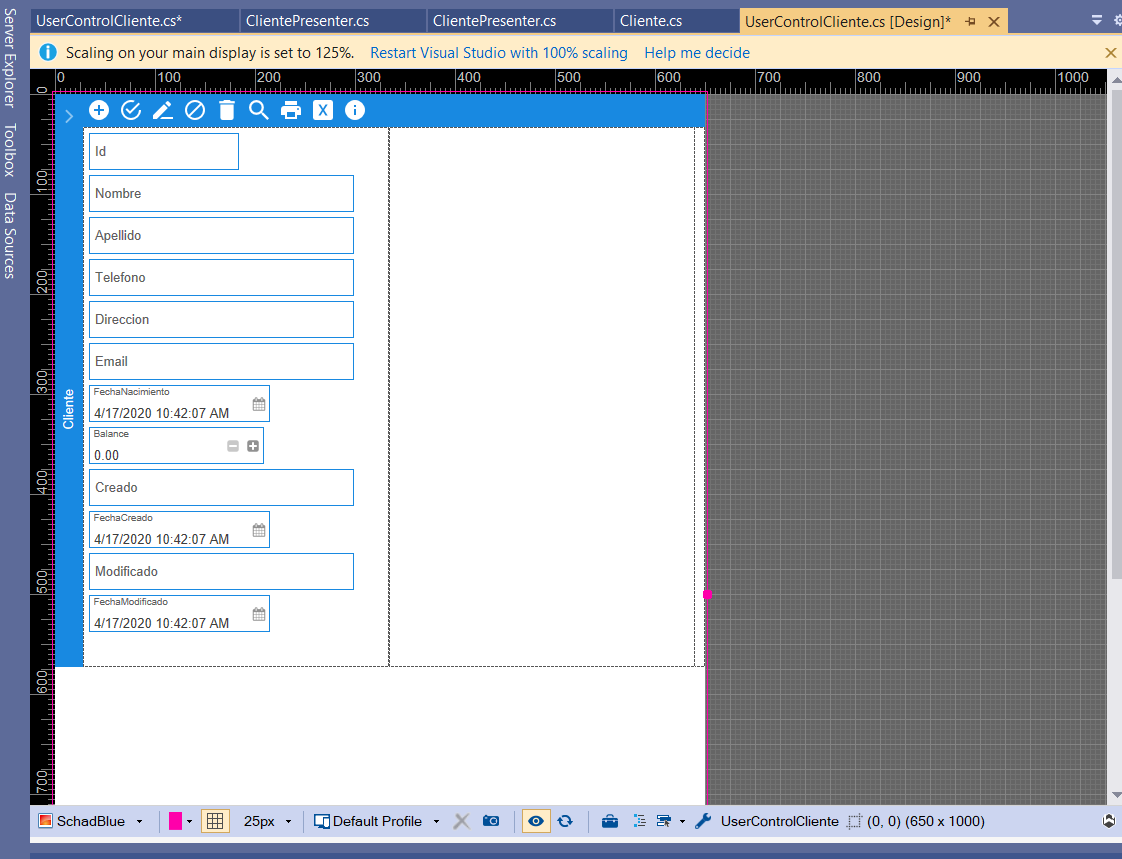 Server Explorer
Toolbox
Data Sources
UserControlCliente.cs*
ClientePresenter.cs
ClientePresenter.cs
Cliente.cs
UserControlCliente.cs [Design]*
Scaling on your main display is set to 125%. Restart Visual Studio with 100% scaling Help me decide
0 100 200 300 400 500 600 700 800 900 1000
0
100
200
300
400
500
600
700
X
Cliente
Id
Nombre
Apellido
Telefono
Direccion
Email
FechaNacimiento
4/17/2020 10:42:07 AM
Balance
0.00
Creado
FechaCreado
4/17/2020 10:42:07 AM
Modificado
FechaModificado
4/17/2020 10:42:07 AM
SchadBlue 25px Default Profile UserControlCliente (0, 0) (650 x 1000)